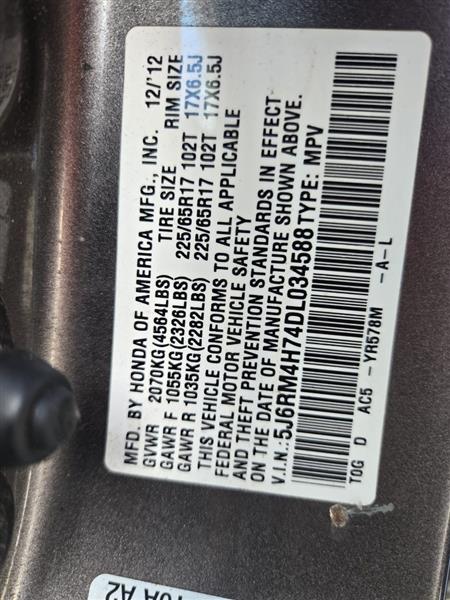 MFD. BY HONDA OF AMERICA MFG., INC. 12/'12
GVWR 2070KG(4564LBS) TIRE SIZE RIM SIZE
GAWR F 1055KG(2326LBS) 225/65R17 102T 17X6.5J
GAWR R 1035KG(2282LBS) 225/65R17 102T 17X6.5J
THIS VEHICLE CONFORMS TO ALL APPLICABLE
FEDERAL MOTOR VEHICLE SAFETY
AND THEFT PREVENTION STANDARDS IN EFFECT
ON THE DATE OF MANUFACTURE SHOWN ABOVE.
V.I.N.: 5J6RM4H74DL034588 TYPE: MPV
TOG D AC5 -YR578M -A-L
A2